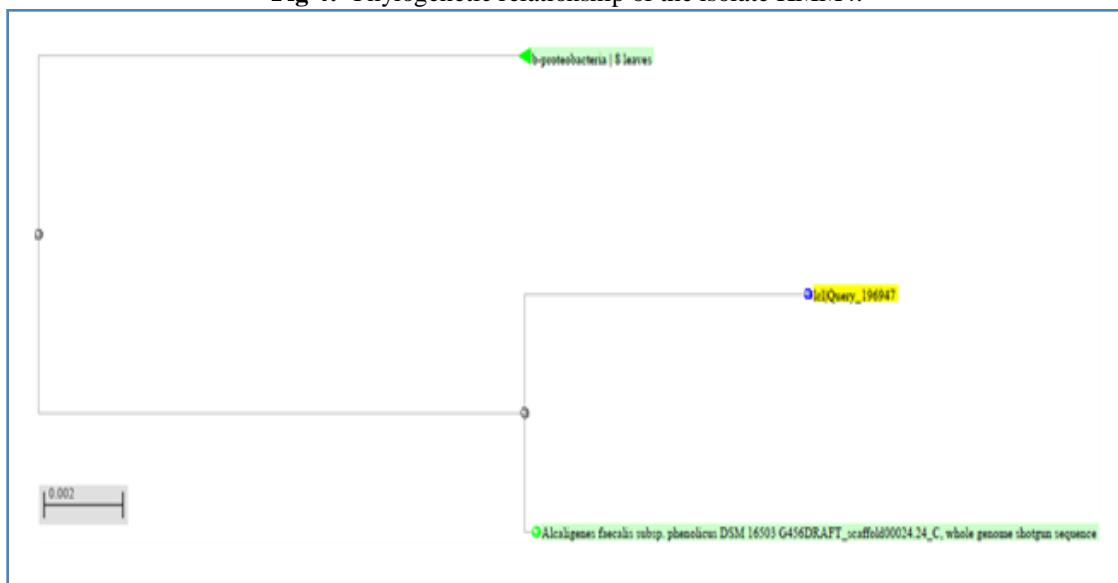 Fig 4. Phylogenetic relationship of the isolate
b-proteobacteria | 8 leaves
lcl|Query_196947
0.002
Alcaligenes faecalis subsp. phenolicus DSM 16503 G456DRAFT_scaffold00024.24_C, whole genome shotgun sequence